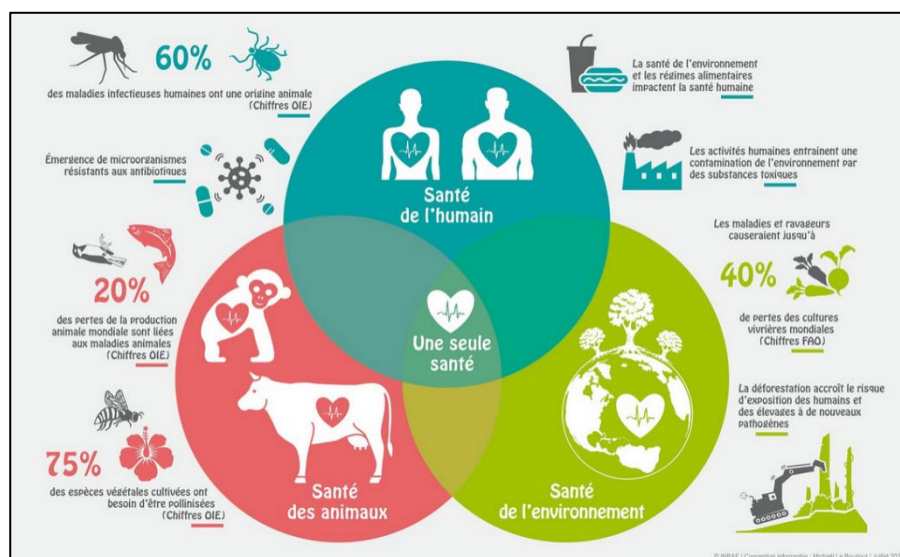 60%
des maladies infectieuses humaines ont une origine animale
(Chiffres OIE)
Émergence de microorganismes
résistants aux antibiotiques
20%
des pertes de la production
animale mondiale sont liées
aux maladies animales
(Chiffres OIE)
75%
des espèces végétales cultivées ont
besoin d'être pollinisées
(Chiffres OIE)
Santé
de l'humain
Une seule
santé
Santé
des animaux
Santé
de l'environnement
La santé de l'environnement
et les régimes alimentaires
impactent la santé humaine
Les activités humaines entrainent une
contamination de l'environnement par
des substances toxiques
Les maladies et ravageurs
causeraient jusqu'à
40%
de pertes des cultures
vivrières mondiales
(Chiffres FAO)
La déforestation accroît le risque
d'exposition des humains et
des élevages à de nouveaux
pathogènes
© INRAE / Conception infographie :